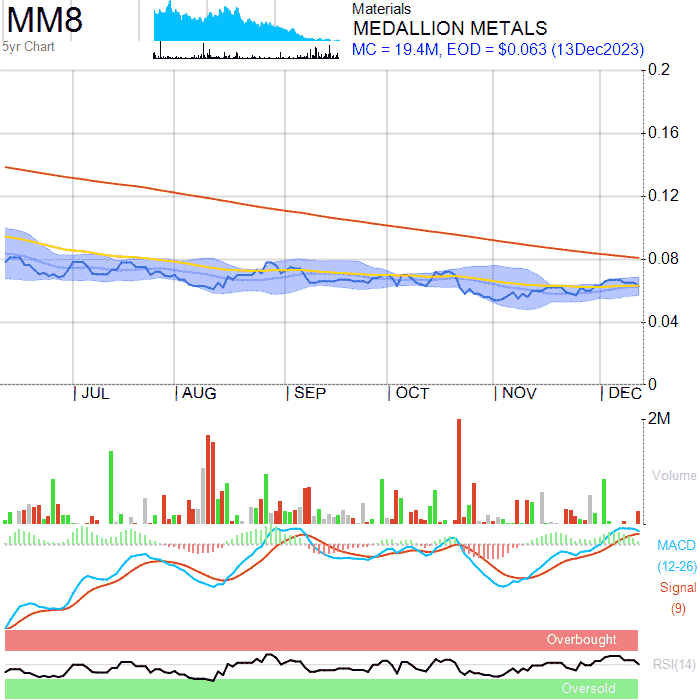 MM8
5yr Chart
Materials
MEDALLION METALS
MC = 19.4M, EOD = $0.063 (13Dec2023)
0.2
0.16
0.12
0.08
0.04
0
JUL AUG SEP OCT NOV DEC
2M
Volume
MACD
(12-26)
Signal
(9)
Overbought
RSI(14)
Oversold